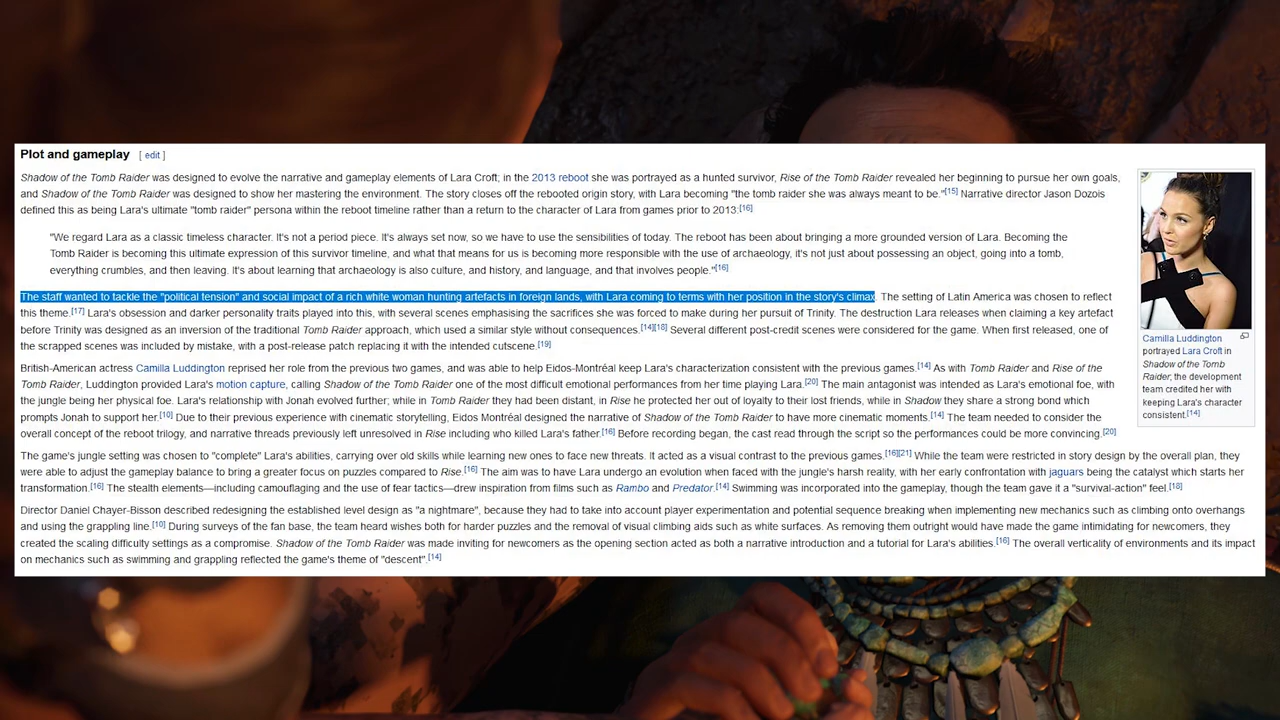 Plot and gameplay [ edit ]
Shadow of the Tomb Raider was designed to evolve the narrative and gameplay elements of Lara Croft; in the 2013 reboot she was portrayed as a hunted survivor, Rise of the Tomb Raider revealed her beginning to pursue her own goals,
and Shadow of the Tomb Raider was designed to show her mastering the environment. The story closes off the rebooted origin story, with Lara becoming "the tomb raider she was always meant to be."[15] Narrative director Jason Dozois
defined this as being Lara's ultimate "tomb raider" persona within the reboot timeline rather than a return to the character of Lara from games prior to 2013:[16]
"We regard Lara as a classic timeless character. It's not a period piece. It's always set now, so we have to use the sensibilities of today. The reboot has been about bringing a more grounded version of Lara. Becoming the
Tomb Raider is becoming this ultimate expression of this survivor timeline, and what that means for us is becoming more responsible with the use of archaeology, it's not just about possessing an object, going into a tomb,
everything crumbles, and then leaving. It's about learning that archaeology is also culture, and history, and language, and that involves people."[16]
The staff wanted to tackle the "political tension" and social impact of a rich white woman hunting artefacts in foreign lands, with Lara coming to terms with her position in the story's climax. The setting of Latin America was chosen to reflect
this theme.[17] Lara's obsession and darker personality traits played into this, with several scenes emphasising the sacrifices she was forced to make during her pursuit of Trinity. The destruction Lara releases when claiming a key artefact
before Trinity was designed as an inversion of the traditional Tomb Raider approach, which used a similar style without consequences.[14][18] Several different post-credit scenes were considered for the game. When first released, one of
the scrapped scenes was included by mistake, with a post-release patch replacing it with the intended cutscene.[19]
British-American actress Camilla Luddington reprised her role from the previous two games, and was able to help Eidos-Montréal keep Lara's characterization consistent with the previous games.[14] As with Tomb Raider and Rise of the
Tomb Raider, Luddington provided Lara's motion capture, calling Shadow of the Tomb Raider one of the most difficult emotional performances from her time playing Lara.[20] The main antagonist was intended as Lara's emotional foe, with
the jungle being her physical foe. Lara's relationship with Jonah evolved further; while in Tomb Raider they had been distant, in Rise he protected her out of loyalty to their lost friends, while in Shadow they share a strong bond which
prompts Jonah to support her.[10] Due to their previous experience with cinematic storytelling, Eidos Montréal designed the narrative of Shadow of the Tomb Raider to have more cinematic moments.[14] The team needed to consider the
overall concept of the reboot trilogy, and narrative threads previously left unresolved in Rise including who killed Lara's father.[16] Before recording began, the cast read through the script so the performances could be more convincing.[20]
Camilla Luddington
portrayed Lara Croft in
Shadow of the Tomb
Raider; the development
team credited her with
keeping Lara's character
consistent.[14]
The game's jungle setting was chosen to "complete" Lara's abilities, carrying over old skills while learning new ones to face new threats. It acted as a visual contrast to the previous games.[16][21] While the team were restricted in story design by the overall plan, they
were able to adjust the gameplay balance to bring a greater focus on puzzles compared to Rise.[16] The aim was to have Lara undergo an evolution when faced with the jungle's harsh reality, with her early confrontation with jaguars being the catalyst which starts her
transformation.[16] The stealth elements—including camouflaging and the use of fear tactics—drew inspiration from films such as Rambo and Predator.[14] Swimming was incorporated into the gameplay, though the team gave it a "survival-action" feel.[18]
Director Daniel Chayer-Bisson described redesigning the established level design as "a nightmare", because they had to take into account player experimentation and potential sequence breaking when implementing new mechanics such as climbing onto overhangs
and using the grappling line.[10] During surveys of the fan base, the team heard wishes both for harder puzzles and the removal of visual climbing aids such as white surfaces. As removing them outright would have made the game intimidating for newcomers, they
created the scaling difficulty settings as a compromise. Shadow of the Tomb Raider was made inviting for newcomers as the opening section acted as both a narrative introduction and a tutorial for Lara's abilities.[16] The overall verticality of environments and its impact
on mechanics such as swimming and grappling reflected the game's theme of "descent".[14]